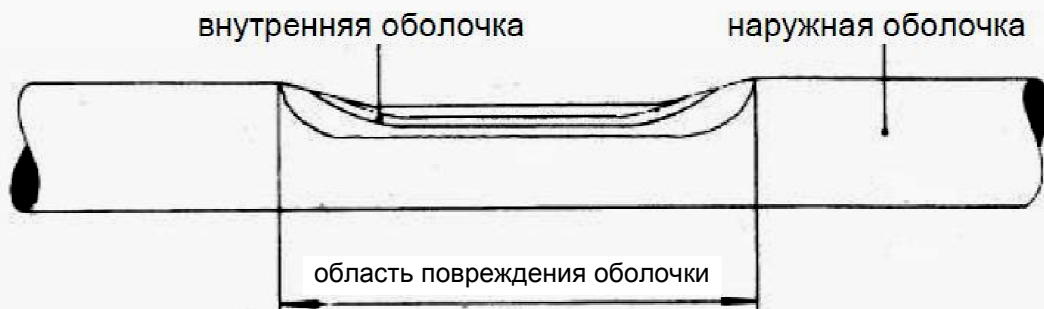 внутренняя оболочка
наружная оболочка
область повреждения оболочки